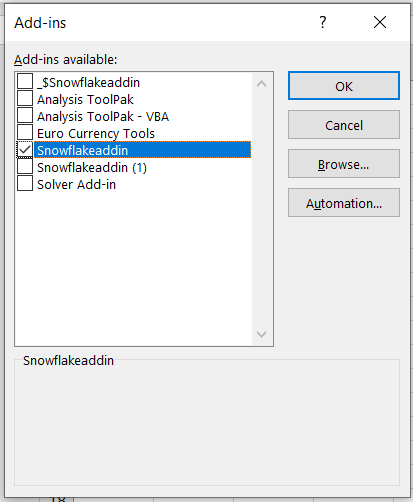 Add-ins
?
Add-ins available:
_$Snowflakeaddin
Analysis ToolPak
Analysis ToolPak - VBA
Euro Currency Tools
Snowflakeaddin
Snowflakeaddin (1)
Solver Add-in
OK
Cancel
Browse...
Automation...
Snowflakeaddin
18